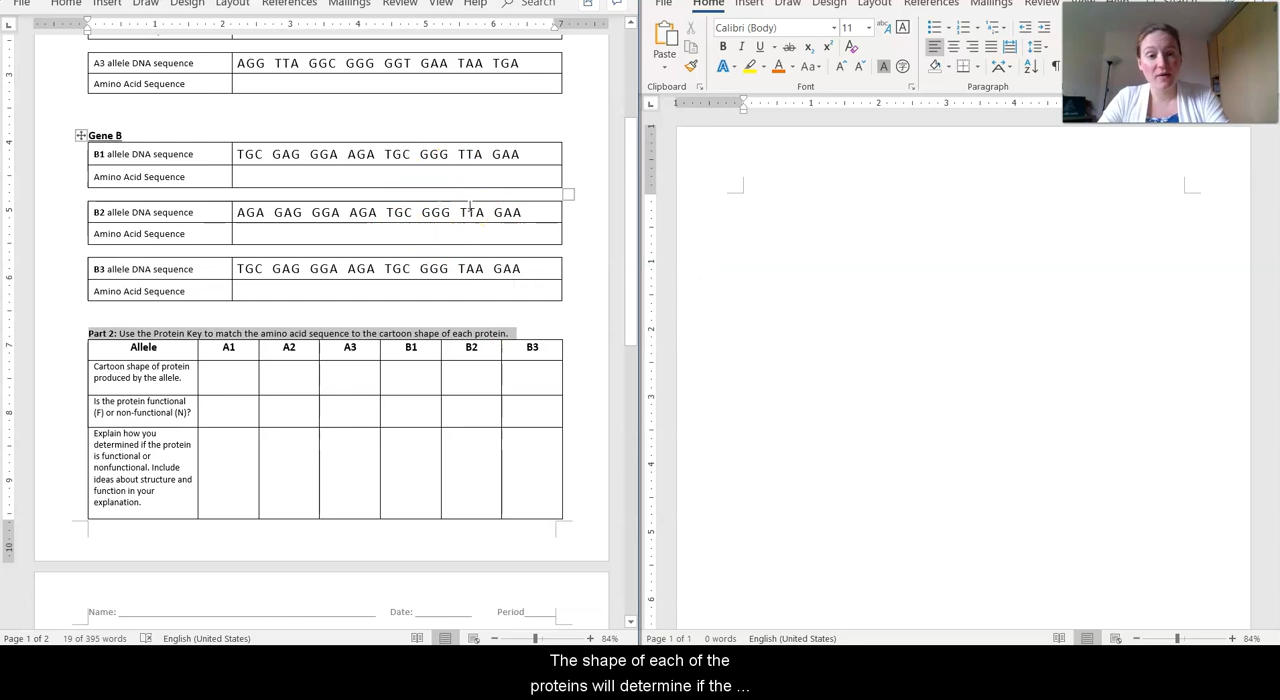 File Home Insert Draw Design Layout References Mailings Review View Help Search
A3 allele DNA sequence AGG TTA GGC GGG GGT GAA TAA TGA
Amino Acid Sequence
Gene B
B1 allele DNA sequence TGC GAG GGA AGA TGC GGG TTA GAA
Amino Acid Sequence
B2 allele DNA sequence AGA GAG GGA AGA TGC GGG TTA GAA
Amino Acid Sequence
B3 allele DNA sequence TGC GAG GGA AGA TGC GGG TAA GAA
Amino Acid Sequence
Part 2: Use the Protein Key to match the amino acid sequence to the cartoon shape of each protein.
Allele A1 A2 A3 B1 B2 B3
Cartoon shape of protein
produced by the allele.
Is the protein functional
(F) or non-functional (N)?
Explain how you
determined if the protein
is functional or
nonfunctional. Include
ideas about structure and
function in your
explanation.
Name: Date: Period
Page 1 of 2 19 of 395 words English (United States) 84%
File Home Insert Draw Design Layout References Mailings
Calibri (Body) 11
Paste
Clipboard Font Paragraph
Page 1 of 1 0 words English (United States) 84%
The shape of each of the
proteins will determine if the ...